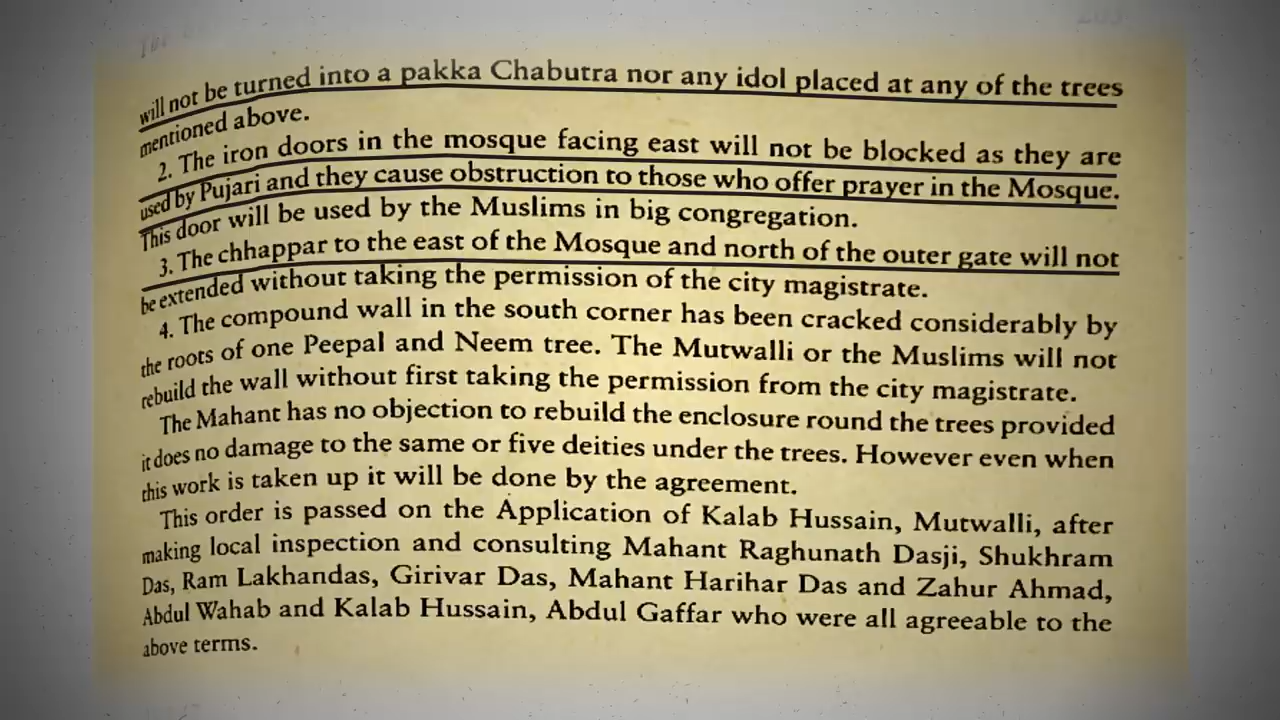 will not be turned into a pakka Chabutra nor any idol placed at any of the trees
mentioned above.
2. The iron doors in the mosque facing east will not be blocked as they are
used by Pujari and they cause obstruction to those who offer prayer in the Mosque.
This door will be used by the Muslims in big congregation.
3. The chhappar to the east of the Mosque and north of the outer gate will not
be extended without taking the permission of the city magistrate.
4. The compound wall in the south corner has been cracked considerably by
the roots of one Peepal and Neem tree. The Mutwalli or the Muslims will not
rebuild the wall without first taking the permission from the city magistrate.
The Mahant has no objection to rebuild the enclosure round the trees provided
it does no damage to the same or five deities under the trees. However even when
this work is taken up it will be done by the agreement.
This order is passed on the Application of Kalab Hussain, Mutwalli, after
making local inspection and consulting Mahant Raghunath Dasji, Shukhram
Das, Ram Lakhandas, Girivar Das, Mahant Harihar Das and Zahur Ahmad,
Abdul Wahab and Kalab Hussain, Abdul Gaffar who were all agreeable to the
above terms.